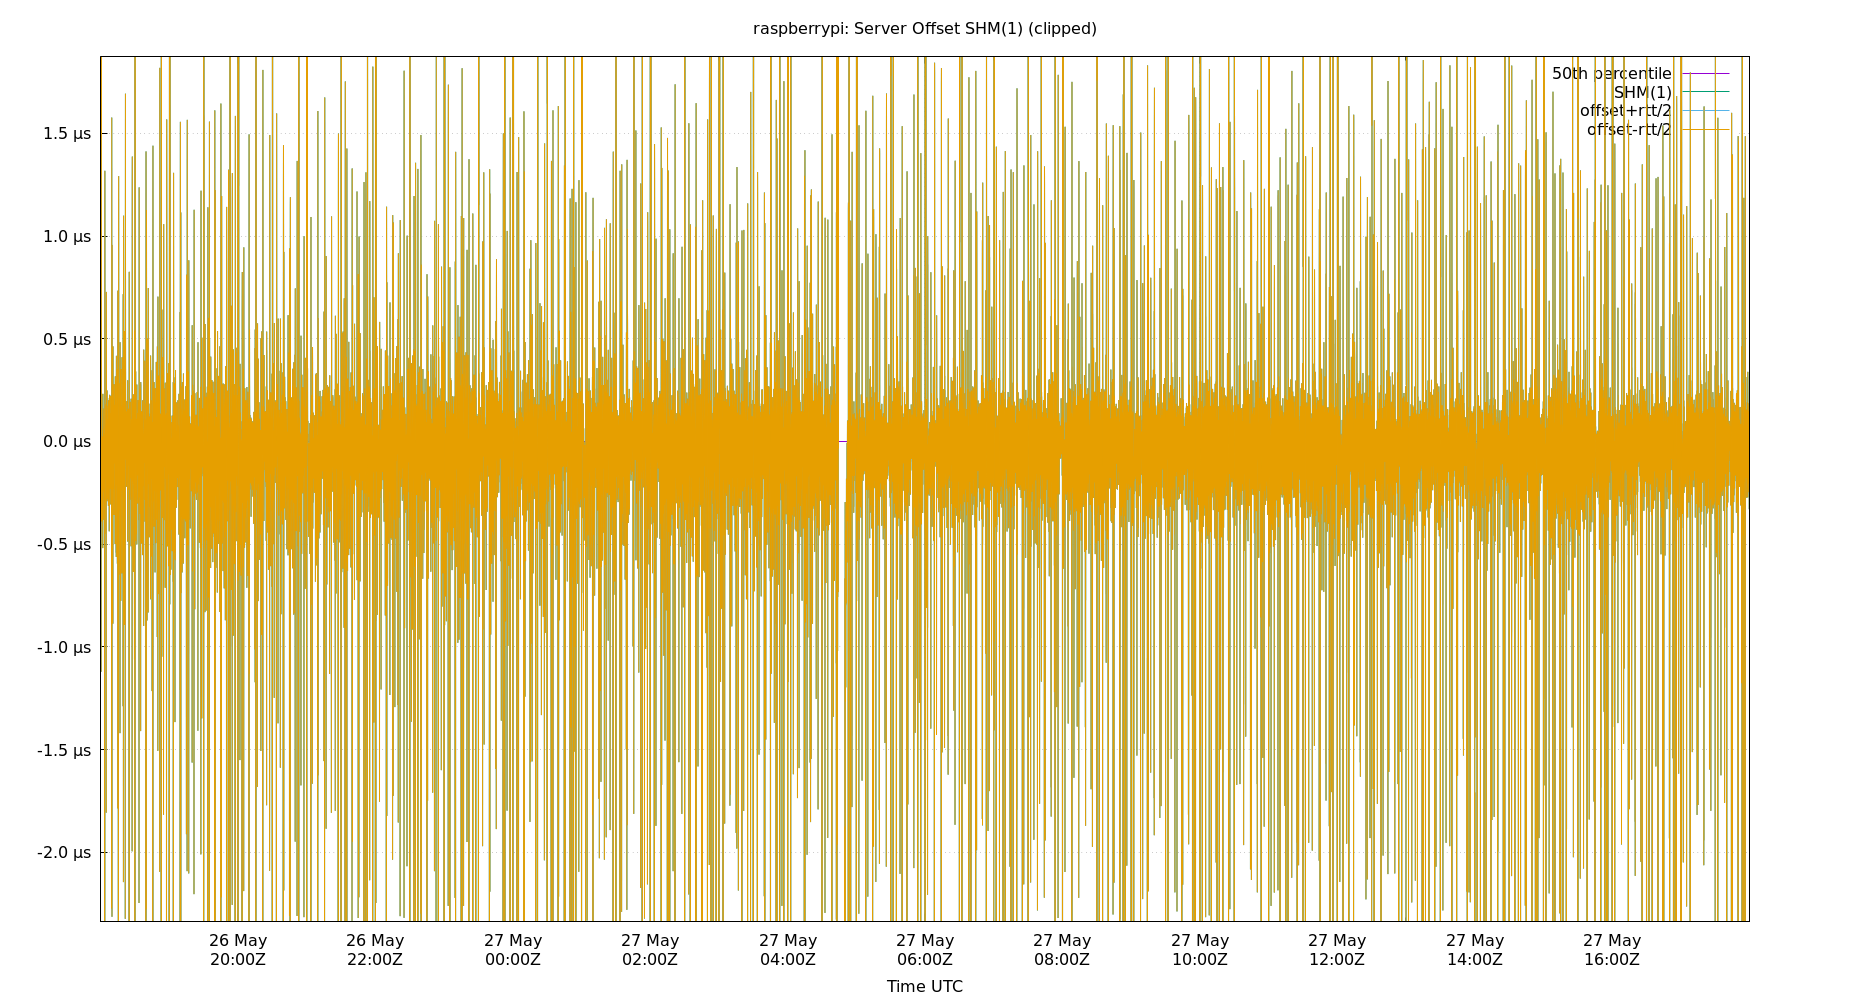 raspberrypi: Server Offset SHM(1) (clipped)
50th percentile
SHM(1)
offset+rtt/2
offset-rtt/2
1.5 µs
1.0 µs
0.5 µs
0.0 µs
-0.5 µs
-1.0 µs
-1.5 µs
-2.0 µs
26 May 26 May 27 May 27 May 27 May 27 May 27 May 27 May 27 May 27 May 27 May
20:00Z 22:00Z 00:00Z 02:00Z 04:00Z 06:00Z 08:00Z 10:00Z 12:00Z 14:00Z 16:00Z
Time UTC